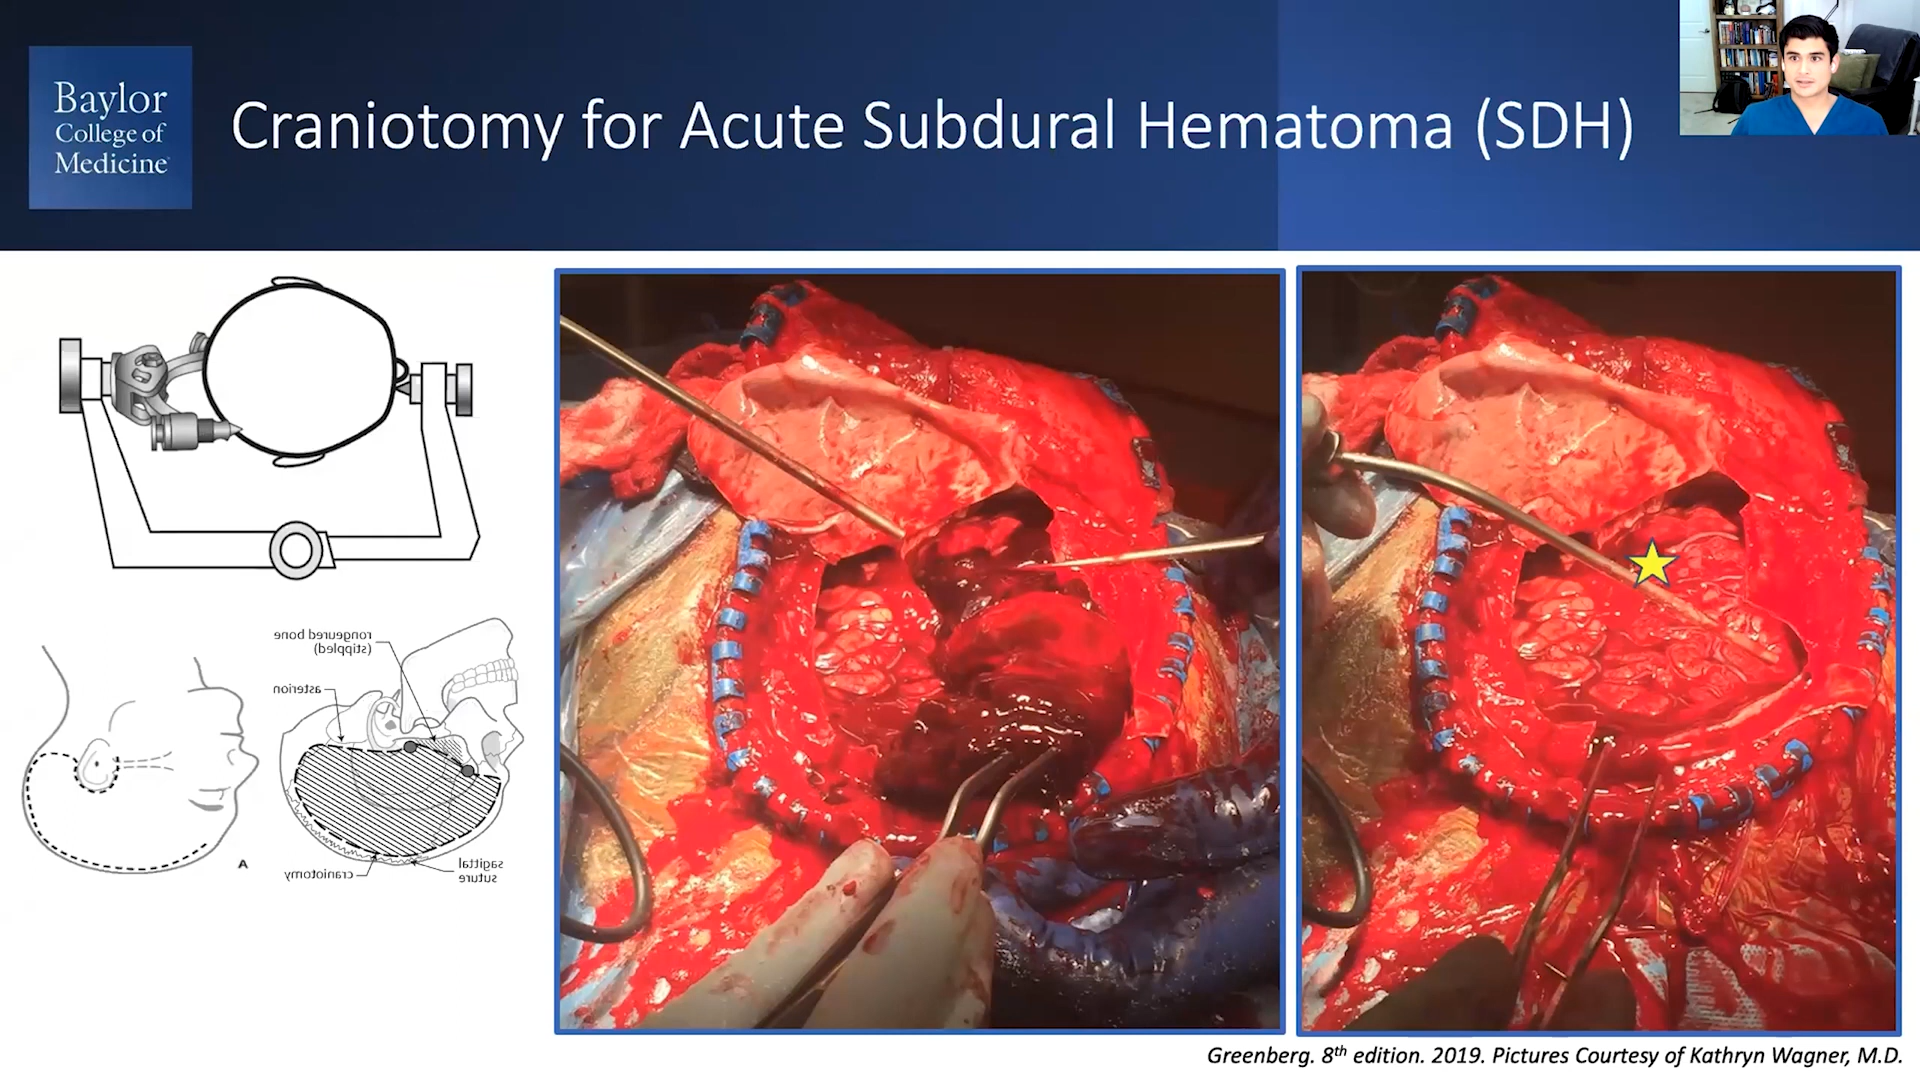 Baylor
College of
Medicine
Craniotomy for Acute Subdural Hematoma (SDH)
rongeured bone
(stippled)
asterion
A
craniotomy
sagittal
suture
Greenberg. 8th edition. 2019. Pictures Courtesy of Kathryn Wagner, M.D.